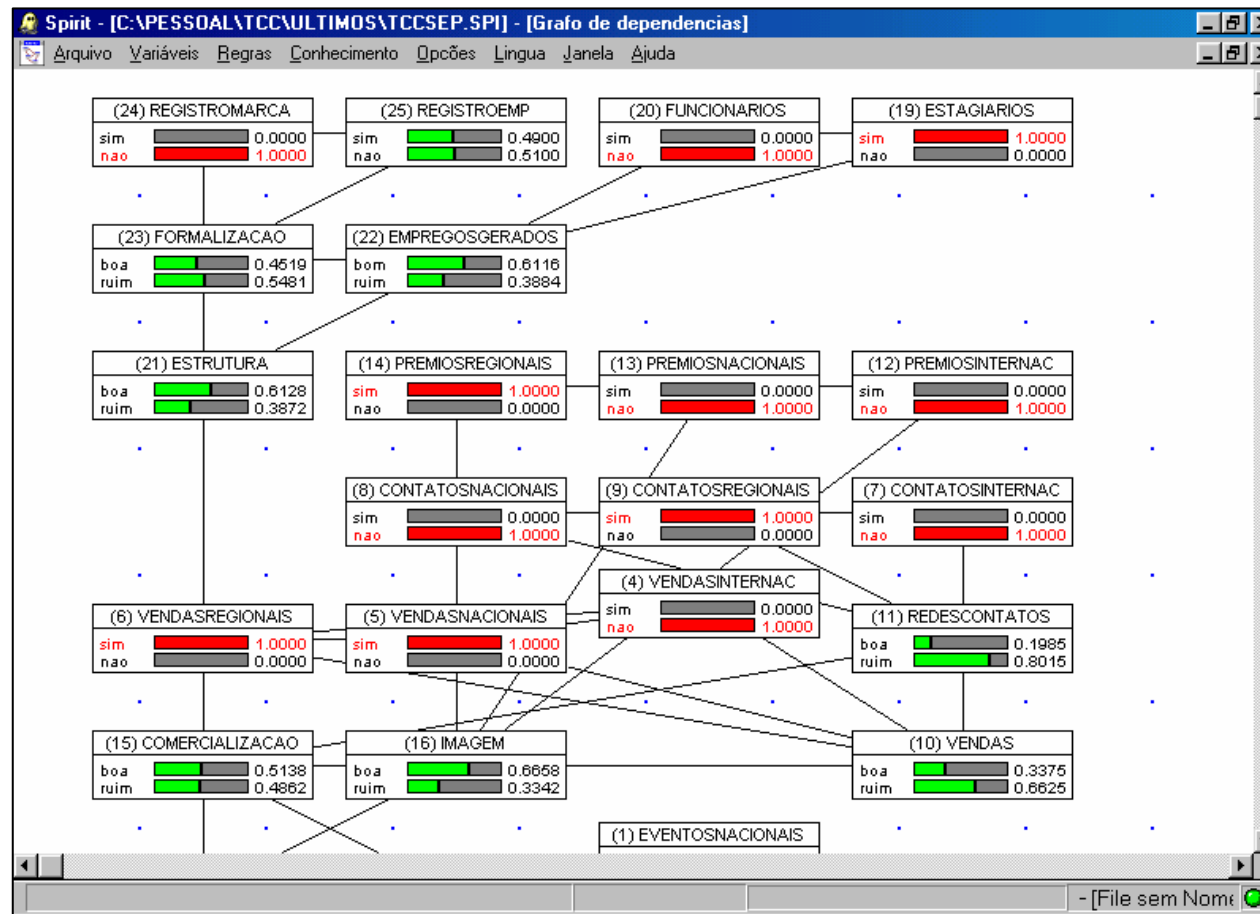 Spirit - [C:\PESSOAL\TCC\ULTIMOS\TCCSEP.SPI] - [Grafo de dependencias]
Arquivo Variáveis Regras Conhecimento Opcões Lingua Janela Ajuda
(24) REGISTROMARCA
sim 0.0000
nao 1.0000
(25) REGISTROEMP
sim 0.4900
nao 0.5100
(20) FUNCIONARIOS
sim 0.0000
nao 1.0000
(19) ESTAGIARIOS
sim 1.0000
nao 0.0000
(23) FORMALIZACAO
boa 0.4519
ruim 0.5481
(22) EMPREGOSGERADOS
bom 0.6116
ruim 0.3884
(21) ESTRUTURA
boa 0.6128
ruim 0.3872
(14) PREMIOSREGIONAIS
sim 1.0000
nao 0.0000
(13) PREMIOSNACIONAIS
sim 0.0000
nao 1.0000
(12) PREMIOSINTERNAC
sim 0.0000
nao 1.0000
(8) CONTATOSNACIONAIS
sim 0.0000
nao 1.0000
(9) CONTATOSREGIONAIS
sim 1.0000
nao 0.0000
(7) CONTATOSINTERNAC
sim 0.0000
nao 1.0000
(4) VENDASINTERNAC
sim 0.0000
nao 1.0000
(6) VENDASREGIONAIS
sim 1.0000
nao 0.0000
(5) VENDASNACIONAIS
sim 1.0000
nao 0.0000
(11) REDESCONTATOS
boa 0.1985
ruim 0.8015
(15) COMERCIALIZACAO
boa 0.5138
ruim 0.4862
(16) IMAGEM
boa 0.6658
ruim 0.3342
(10) VENDAS
boa 0.3375
ruim 0.6625
(1) EVENTOSNACIONAIS
- [File sem Nome